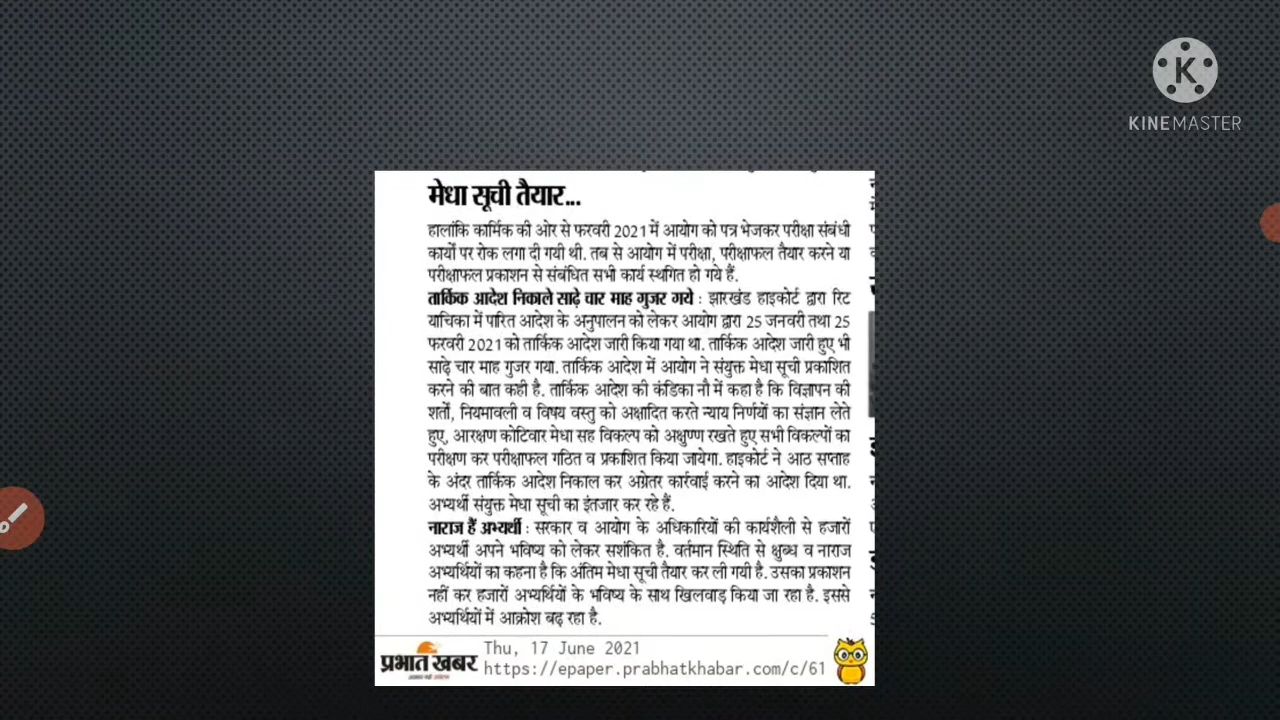 KINEMASTER
मेधा सूची तैयार...
हालांकि कार्मिक की ओर से फरवरी 2021 में आयोग को पत्र भेजकर परीक्षा संबंधी
कार्यों पर रोक लगा दी गयी थी. तब से आयोग में परीक्षा, परीक्षाफल तैयार करने या
परीक्षाफल प्रकाशन से संबंधित सभी कार्य स्थगित हो गये हैं.
तार्किक आदेश निकाले साढ़े चार माह गुजर गये : झारखंड हाइकोर्ट द्वारा रिट
याचिका में पारित आदेश के अनुपालन को लेकर आयोग द्वारा 25 जनवरी तथा 25
फरवरी 2021 को तार्किक आदेश जारी किया गया था. तार्किक आदेश जारी हुए भी
साढ़े चार माह गुजर गया. तार्किक आदेश में आयोग ने संयुक्त मेधा सूची प्रकाशित
करने की बात कही है. तार्किक आदेश की कंडिका नौ में कहा है कि विज्ञापन की
शर्तों, नियमावली व विषय वस्तु को अक्षादित करते न्याय निर्णयों का संज्ञान लेते
हुए, आरक्षण कोटिवार मेधा सह विकल्प को अक्षुण्ण रखते हुए सभी विकल्पों का
परीक्षण कर परीक्षाफल गठित व प्रकाशित किया जायेगा. हाइकोर्ट ने आठ सप्ताह
के अंदर तार्किक आदेश निकाल कर अग्रेतर कार्रवाई करने का आदेश दिया था.
अभ्यर्थी संयुक्त मेधा सूची का इंतजार कर रहे हैं.
नाराज हैं अभ्यर्थी : सरकार व आयोग के अधिकारियों की कार्यशैली से हजारों
अभ्यर्थी अपने भविष्य को लेकर सशंकित है. वर्तमान स्थिति से क्षुब्ध व नाराज
अभ्यर्थियों का कहना है कि अंतिम मेधा सूची तैयार कर ली गयी है. उसका प्रकाशन
नहीं कर हजारों अभ्यर्थियों के भविष्य के साथ खिलवाड़ किया जा रहा है. इससे
अभ्यर्थियों में आक्रोश बढ़ रहा है.
प्रभात खबर
Thu, 17 June 2021
https://epaper.prabhatkhabar.com/c/61